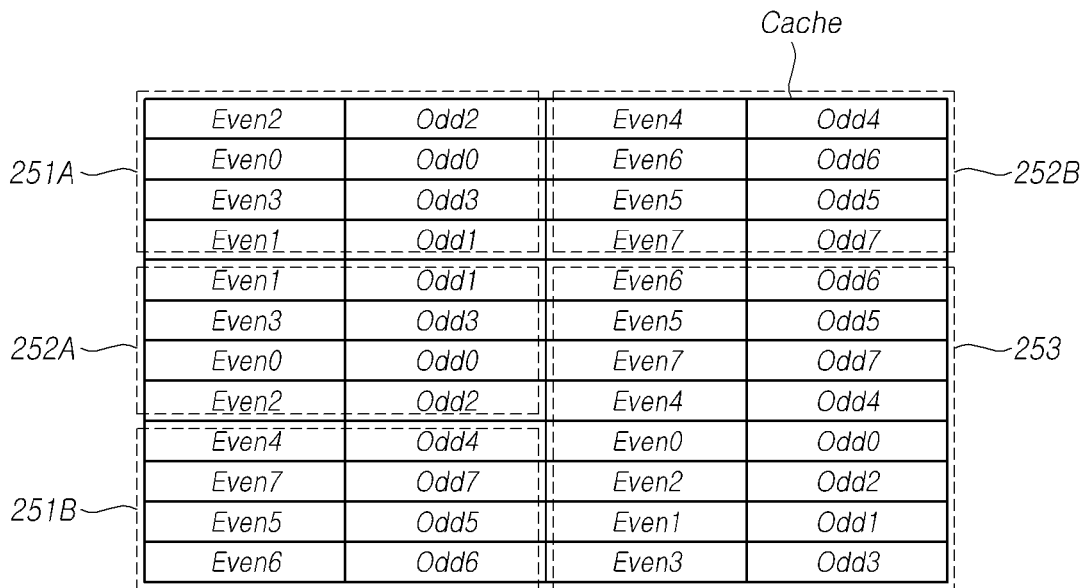 Cache
Even2 Odd2 Even4 Odd4
251A Even0 Odd0 Even6 Odd6 252B
Even3 Odd3 Even5 Odd5
Even1 Odd1 Even7 Odd7
Even1 Odd1 Even6 Odd6
252A Even3 Odd3 Even5 Odd5 253
Even0 Odd0 Even7 Odd7
Even2 Odd2 Even4 Odd4
Even4 Odd4 Even0 Odd0
251B Even7 Odd7 Even2 Odd2
Even5 Odd5 Even1 Odd1
Even6 Odd6 Even3 Odd3